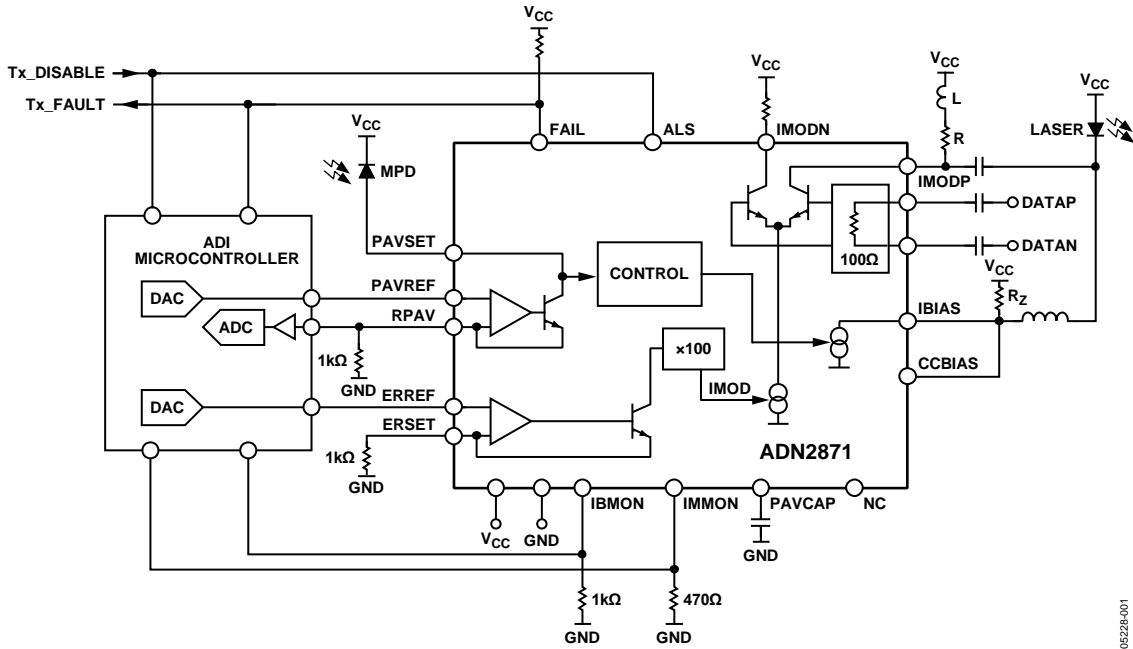 VCC
Tx_DISABLE
Tx_FAULT
VCC
VCC
L
R
VCC
LASER
VCC
MPD
FAIL
ALS
IMODN
IMODP
DATAP
DATAN
100Ω
ADI
MICROCONTROLLER
PAVSET
CONTROL
DAC
PAVREF
ADC
RPAV
1kΩ
GND
VCC
RZ
IBIAS
CCBIAS
×100
IMOD
DAC
ERREF
ERSET
1kΩ
GND
ADN2871
VCC
GND
IBMON
IMMON
PAVCAP
NC
GND
1kΩ
GND
470Ω
GND
05228-001